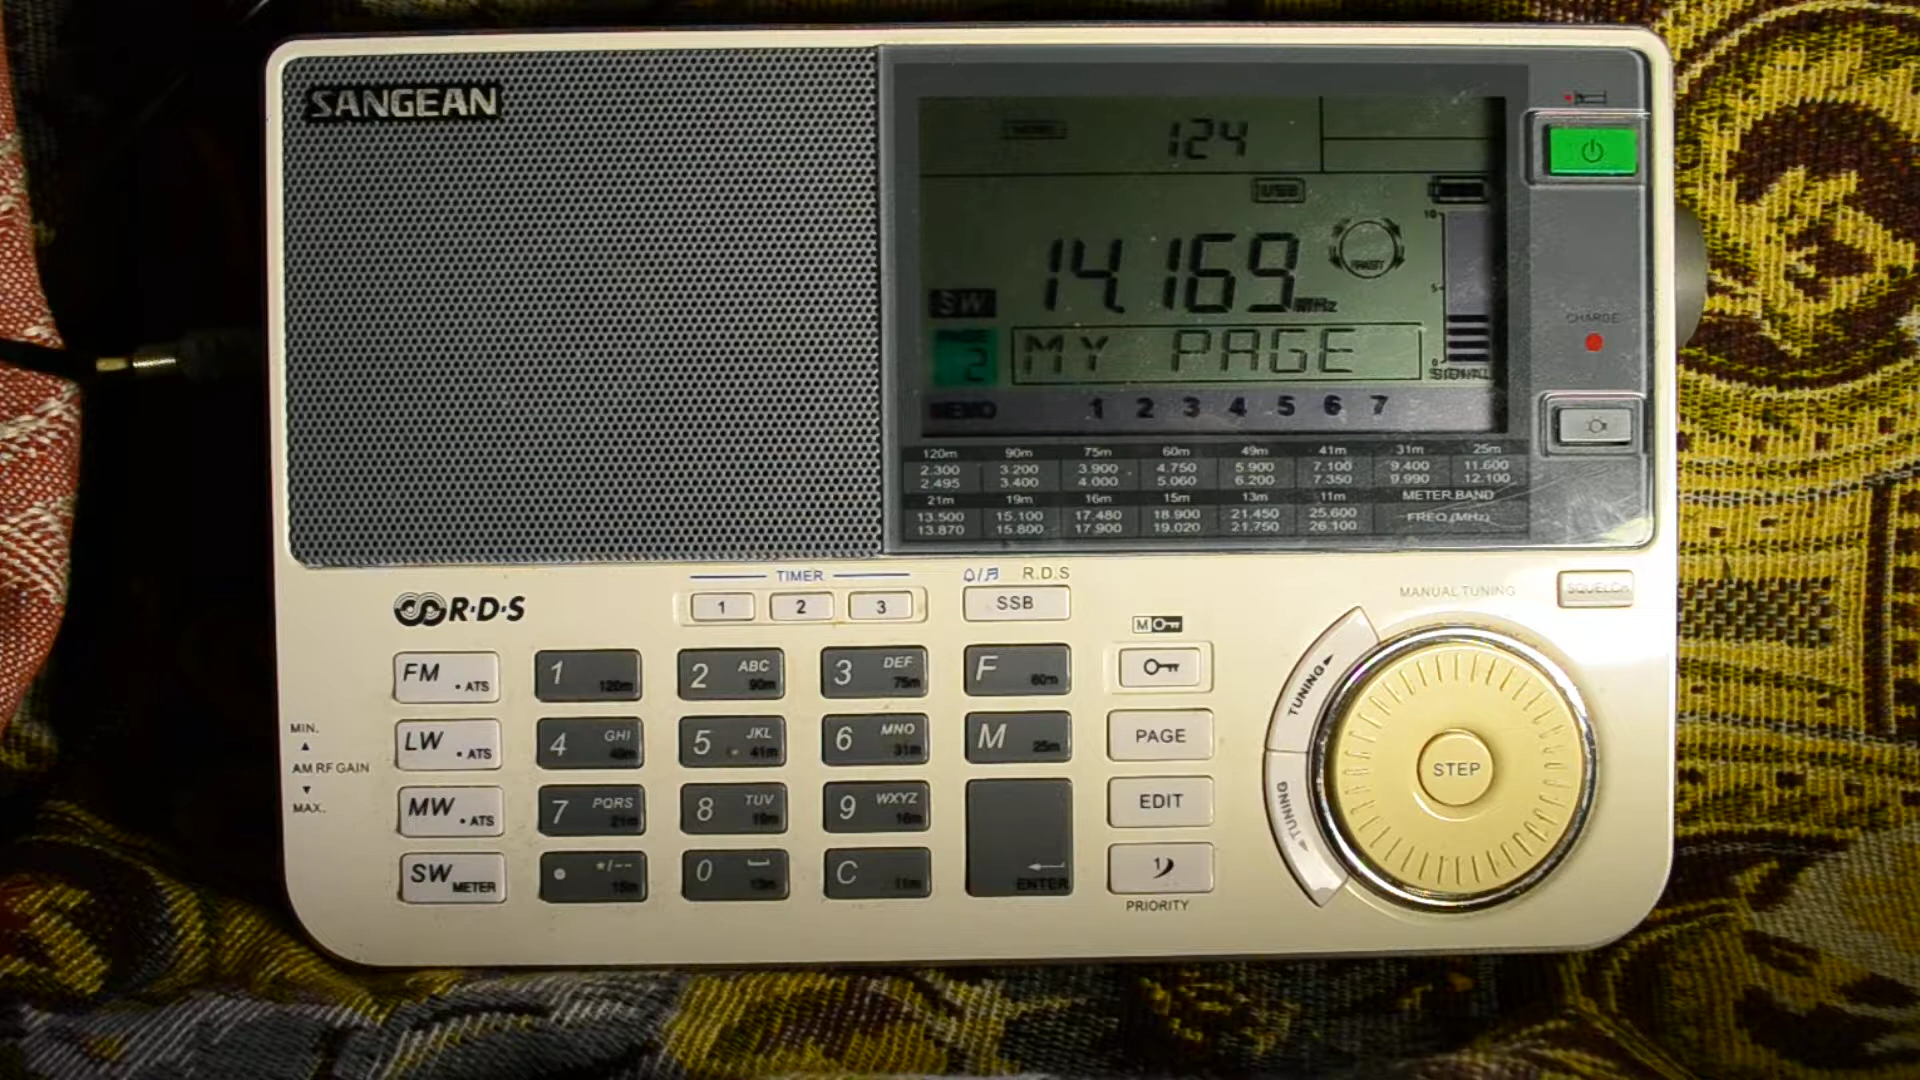 SANGEAN
124
USB
10
14.169 MHz
SW
5
PAGE 2
MY PAGE
0
SIGNAL
MEMO 1 2 3 4 5 6 7
CHARGE
120m 90m 75m 60m 49m 41m 31m 25m
2.300 3.200 3.900 4.750 5.900 7.100 9.400 11.600
2.495 3.400 4.000 5.060 6.200 7.350 9.990 12.100
21m 19m 16m 15m 13m 11m METER BAND
13.500 15.100 17.480 18.900 21.450 25.600 FREQ.(MHz)
13.870 15.800 17.900 19.020 21.750 26.100
TIMER
R.D.S
1 2 3
SSB
MANUAL TUNING
SQUELCH
R·D·S
M
FM • ATS
1 120m
2 ABC 90m
3 DEF 75m
F 60m
LW • ATS
4 GHI 49m
5 JKL 41m
6 MNO 31m
M 25m
PAGE
MW • ATS
7 PQRS 21m
8 TUV 19m
9 WXYZ 16m
ENTER
EDIT
SW METER
• */-- 15m
0 13m
C 11m
PRIORITY
MIN.
AM RF GAIN
MAX.
TUNING
TUNING
STEP